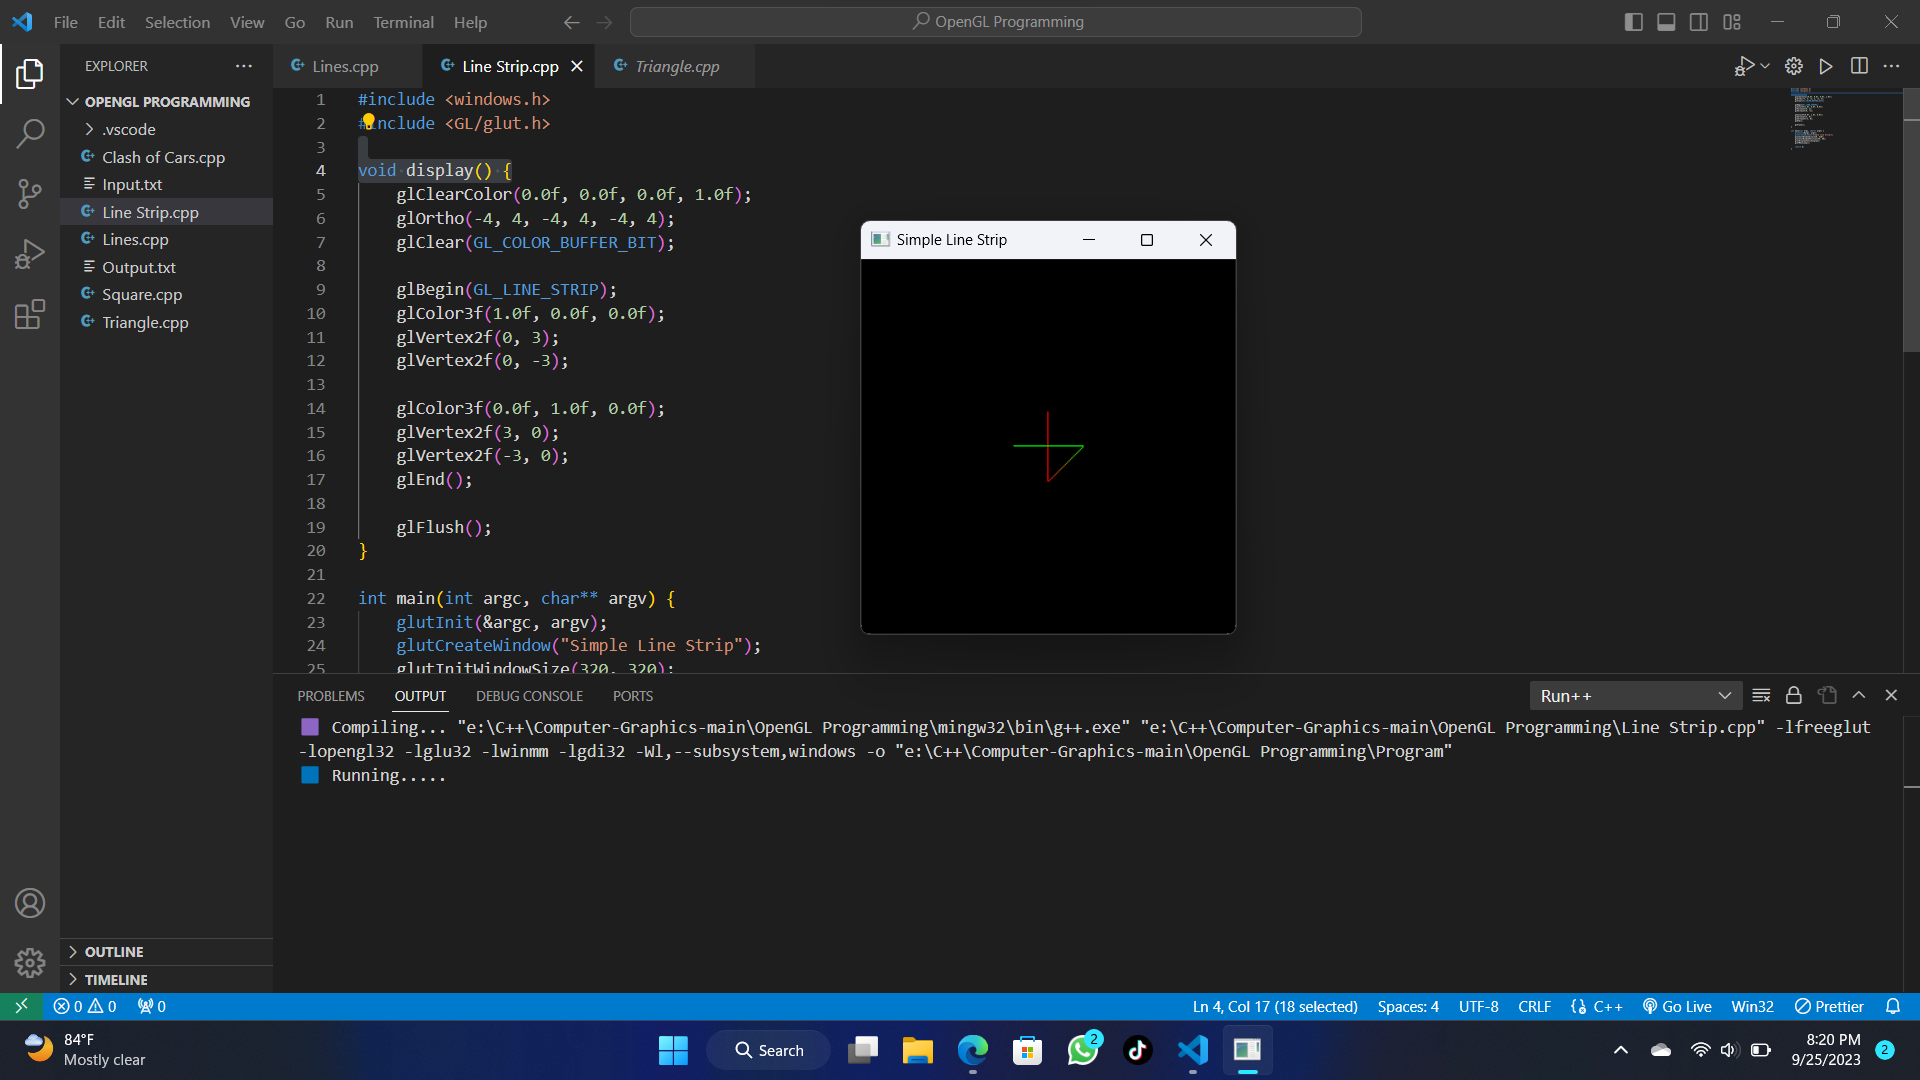 File Edit Selection View Go Run Terminal Help
OpenGL Programming
EXPLORER
OPENGL PROGRAMMING
.vscode
Clash of Cars.cpp
Input.txt
Line Strip.cpp
Lines.cpp
Output.txt
Square.cpp
Triangle.cpp
OUTLINE
TIMELINE
Lines.cpp Line Strip.cpp Triangle.cpp
1 #include <windows.h>
2 #include <GL/glut.h>
3
4 void display() {
5 glClearColor(0.0f, 0.0f, 0.0f, 1.0f);
6 glOrtho(-4, 4, -4, 4, -4, 4);
7 glClear(GL_COLOR_BUFFER_BIT);
8
9 glBegin(GL_LINE_STRIP);
10 glColor3f(1.0f, 0.0f, 0.0f);
11 glVertex2f(0, 3);
12 glVertex2f(0, -3);
13
14 glColor3f(0.0f, 1.0f, 0.0f);
15 glVertex2f(3, 0);
16 glVertex2f(-3, 0);
17 glEnd();
18
19 glFlush();
20 }
21
22 int main(int argc, char** argv) {
23 glutInit(&argc, argv);
24 glutCreateWindow("Simple Line Strip");
25 glutInitWindowSize(320, 320);
Simple Line Strip
PROBLEMS OUTPUT DEBUG CONSOLE PORTS
Run++
Compiling... "e:\C++\Computer-Graphics-main\OpenGL Programming\mingw32\bin\g++.exe" "e:\C++\Computer-Graphics-main\OpenGL Programming\Line Strip.cpp" -lfreeglut
-lopengl32 -lglu32 -lwinmm -lgdi32 -Wl,--subsystem,windows -o "e:\C++\Computer-Graphics-main\OpenGL Programming\Program"
Running.....
0 0 0
Ln 4, Col 17 (18 selected) Spaces: 4 UTF-8 CRLF C++ Go Live Win32 Prettier
84°F
Mostly clear
Search
2
8:20 PM
9/25/2023
2